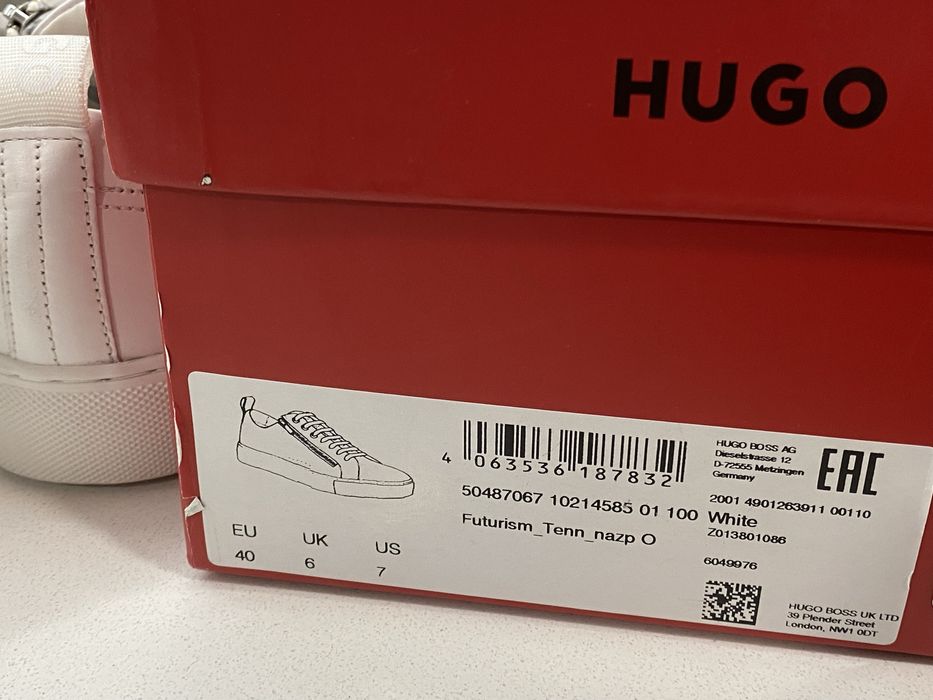 HUGO
4 063536 187832
50487067 10214585 01 100
Futurism_Tenn_nazp O
EU UK US
40 6 7
HUGO BOSS AG
Dieselstrasse 12
D-72555 Metzingen
Germany
EAC
2001 4901263911 00110
White
Z013801086
6049976
HUGO BOSS UK LTD
39 Plender Street
London, NW1 0DT